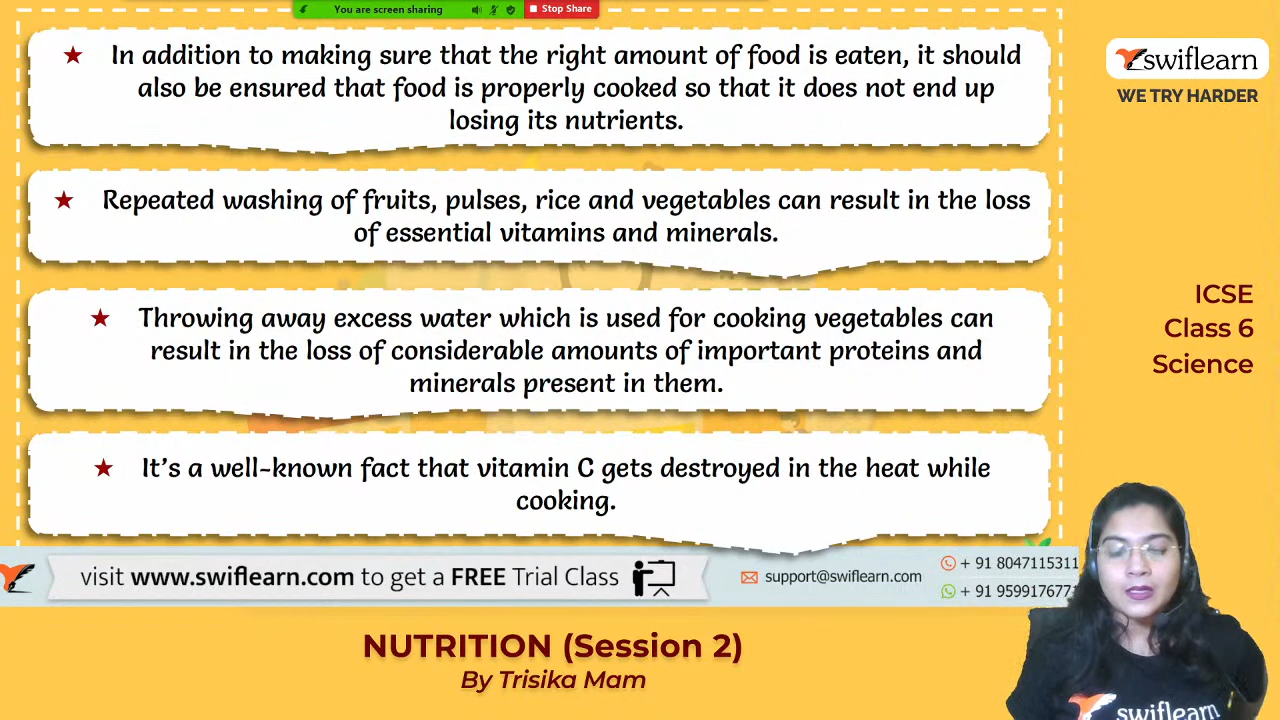 You are screen sharing
Stop Share
★ In addition to making sure that the right amount of food is eaten, it should
also be ensured that food is properly cooked so that it does not end up
losing its nutrients.
★ Repeated washing of fruits, pulses, rice and vegetables can result in the loss
of essential vitamins and minerals.
★ Throwing away excess water which is used for cooking vegetables can
result in the loss of considerable amounts of important proteins and
minerals present in them.
★ It's a well-known fact that vitamin C gets destroyed in the heat while
cooking.
swiflearn
WE TRY HARDER
ICSE
Class 6
Science
visit www.swiflearn.com to get a FREE Trial Class
support@swiflearn.com
+ 91 8047115311
+ 91 959917677
NUTRITION (Session 2)
By Trisika Mam
swiflearn